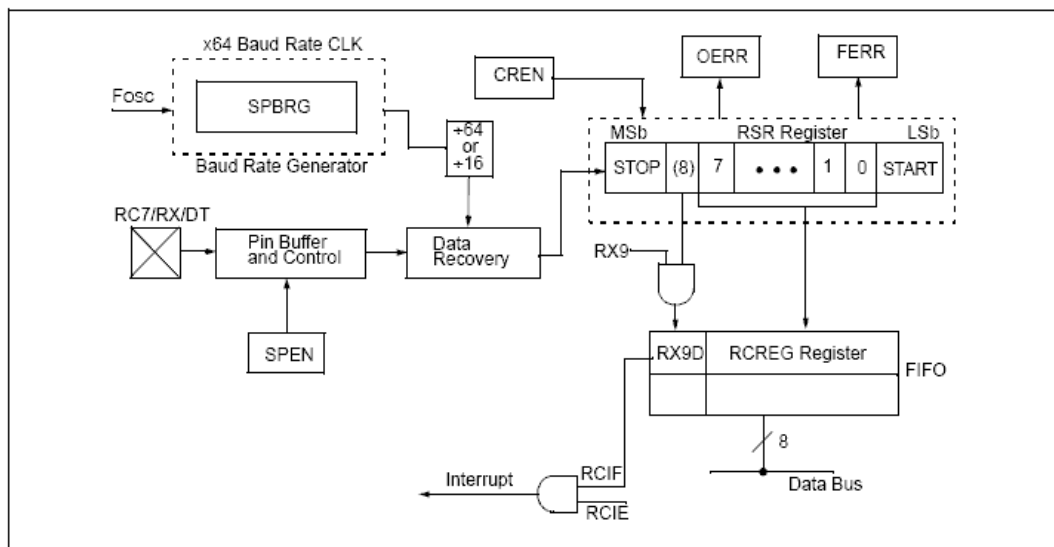 x64 Baud Rate CLK
Fosc
SPBRG
Baud Rate Generator
÷64
or
÷16
CREN
OERR
FERR
MSb
RSR Register
LSb
STOP
(8)
7
• • •
1
0
START
RC7/RX/DT
Pin Buffer
and Control
Data
Recovery
RX9
SPEN
RX9D
RCREG Register
FIFO
8
Data Bus
Interrupt
RCIF
RCIE